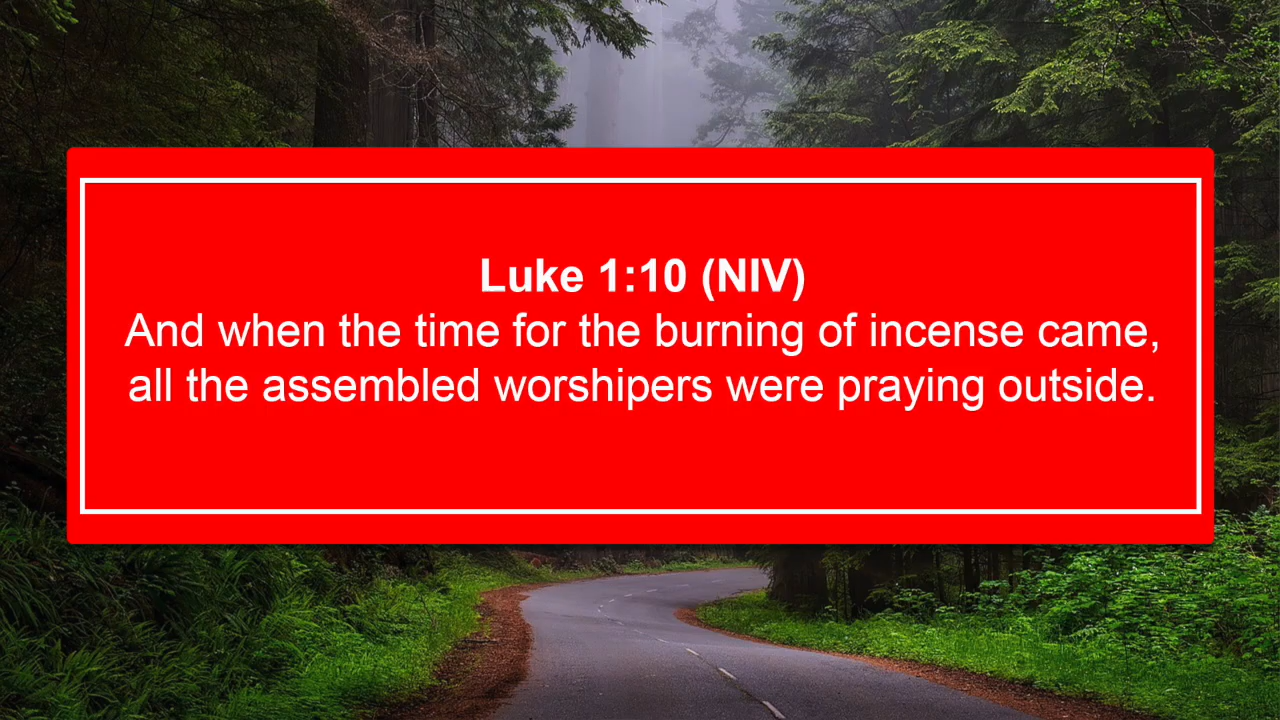 Luke 1:10 (NIV)
And when the time for the burning of incense came,
all the assembled worshipers were praying outside.